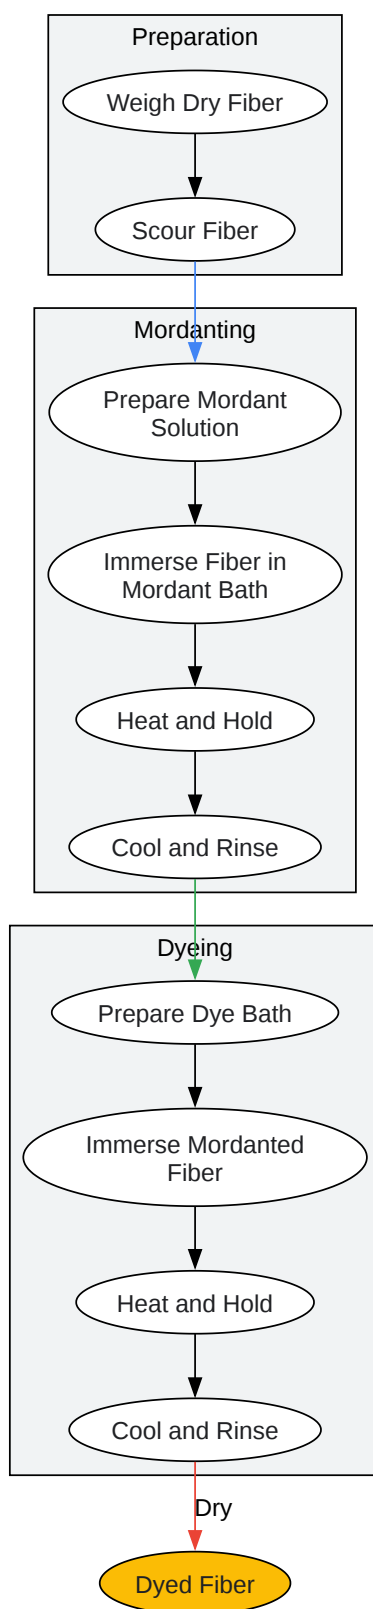 Preparation
Weigh Dry Fiber
Scour Fiber
Mordanting
Prepare Mordant
Solution
Immerse Fiber in
Mordant Bath
Heat and Hold
Cool and Rinse
Dyeing
Prepare Dye Bath
Immerse Mordanted
Fiber
Heat and Hold
Cool and Rinse
Dry
Dyed Fiber